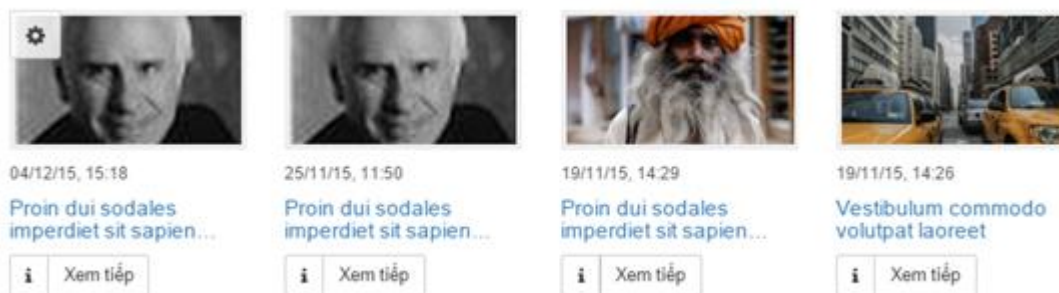 04/12/15, 15:18
Proin dui sodales
imperdiet sit sapien...
i Xem tiếp
25/11/15, 11:50
Proin dui sodales
imperdiet sit sapien...
i Xem tiếp
19/11/15, 14:29
Proin dui sodales
imperdiet sit sapien...
i Xem tiếp
19/11/15, 14:26
Vestibulum commodo
volutpat laoreet
i Xem tiếp